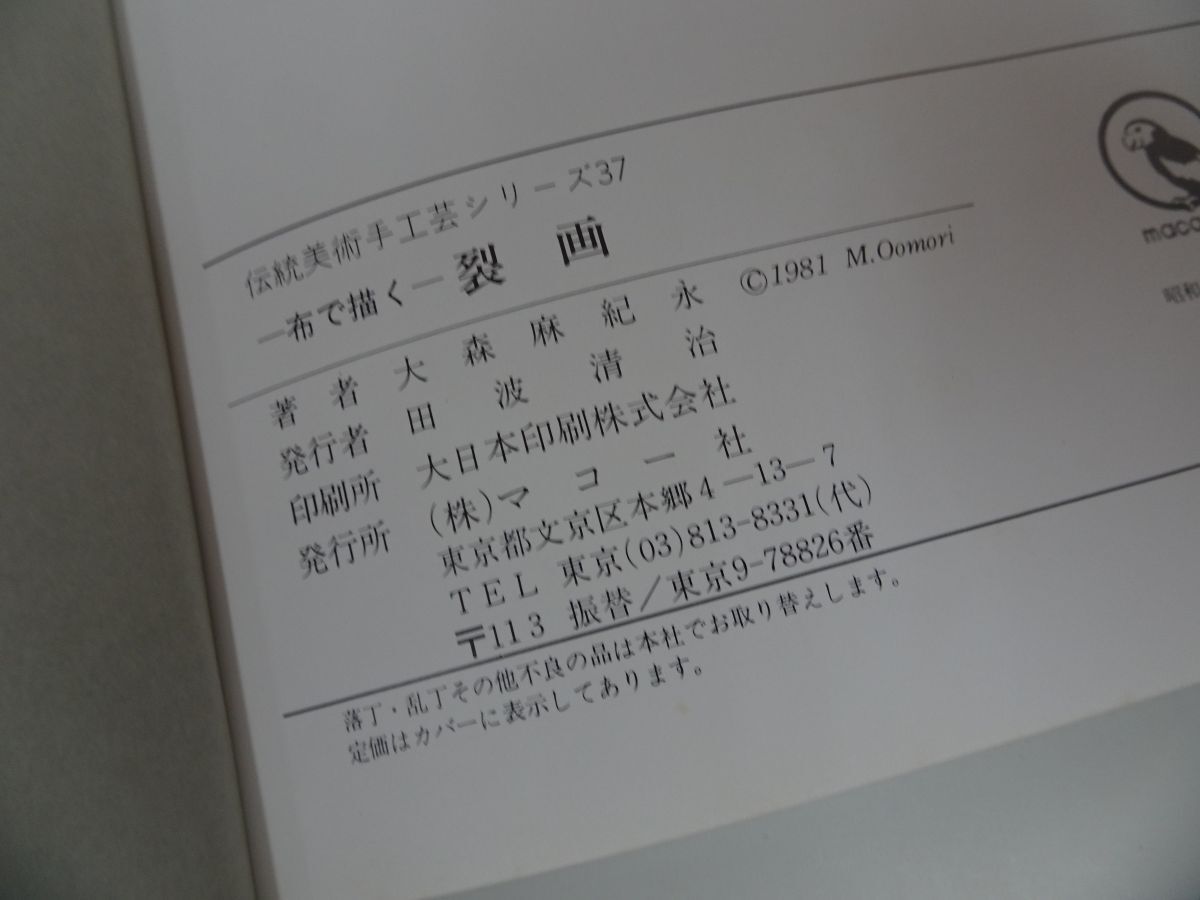 伝統美術手工芸シリーズ37
—布で描く—裂画
著者 大森麻紀永 ©1981 M.Oomori
発行者 田波清治
印刷所 大日本印刷株式会社
発行所 (株)マコー社
東京都文京区本郷4—13—7
TEL 東京(03)813-8331(代)
〒113 振替/東京9-78826番
落丁・乱丁その他不良の品は本社でお取り替えします。
定価はカバーに表示してあります。
maco
昭和